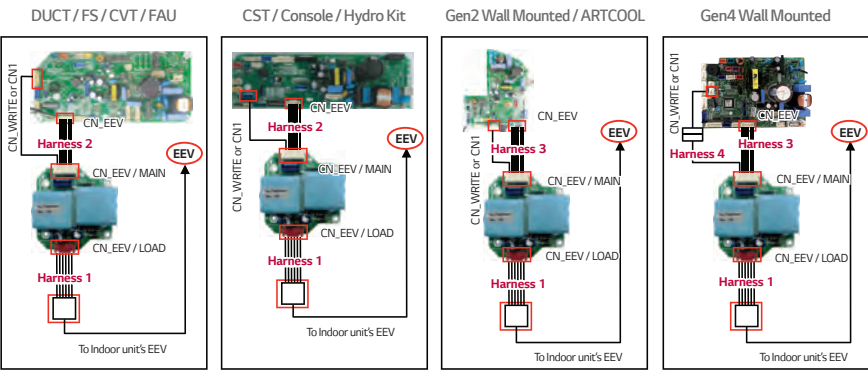 DUCT / FS / CVT / FAU
CN_WRITE or CN1
CN_EEV
Harness 2
EEV
CN_EEV / MAIN
CN_EEV / LOAD
Harness 1
To Indoor unit's EEV
CST / Console / Hydro Kit
CN_EEV
Harness 2
EEV
CN_WRITE or CN1
CN_EEV / MAIN
CN_EEV / LOAD
Harness 1
To Indoor unit's EEV
Gen2 Wall Mounted / ARTCOOL
CN_EEV
EEV
Harness 3
CN_WRITE or CN1
CN_EEV / MAIN
CN_EEV / LOAD
Harness 1
To Indoor unit's EEV
Gen4 Wall Mounted
CN_WRITE or CN1
CN_EEV
EEV
Harness 3
Harness 4
CN_EEV / MAIN
CN_EEV / LOAD
Harness 1
To Indoor unit's EEV